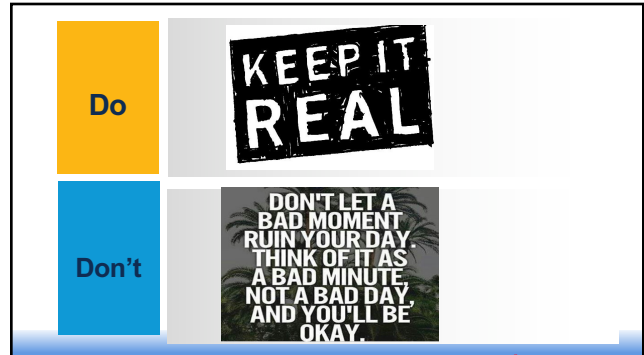 Do
KEEP IT
REAL
Don't
DON'T LET A
BAD MOMENT
RUIN YOUR DAY.
THINK OF IT AS
A BAD MINUTE,
NOT A BAD DAY,
AND YOU'LL BE
OKAY.